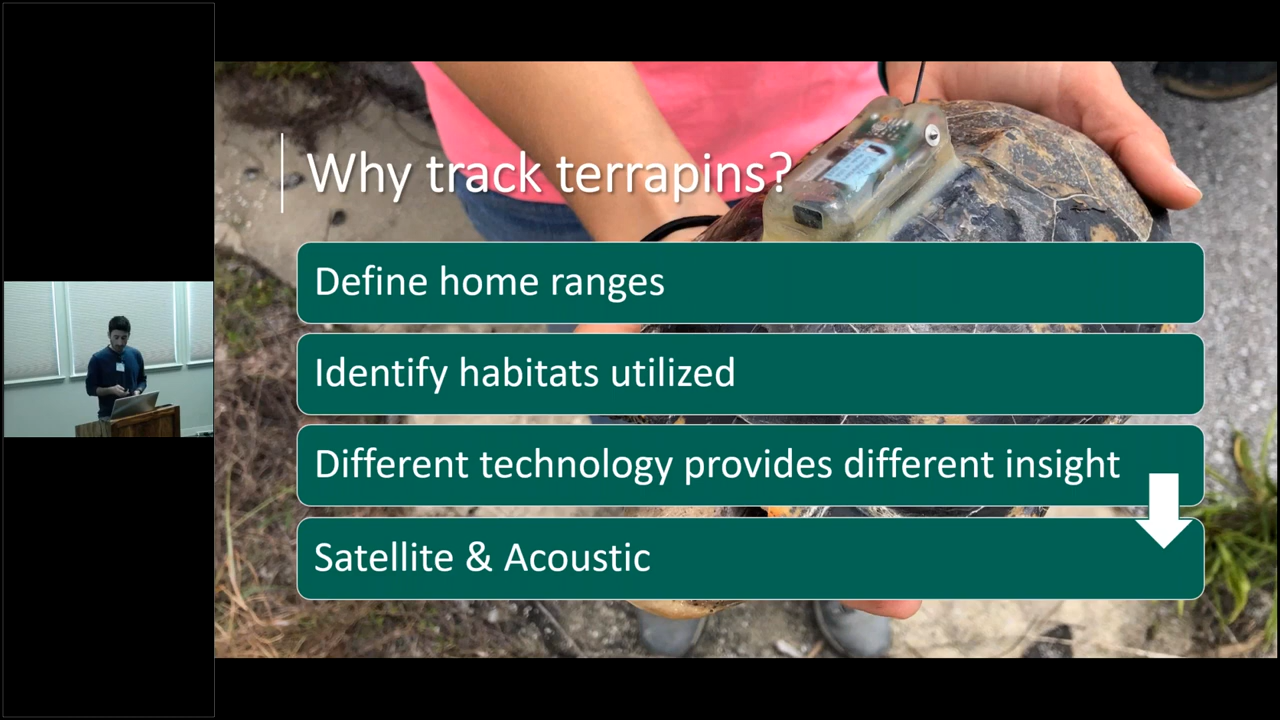 Why track terrapins?
Define home ranges
Identify habitats utilized
Different technology provides different insight
Satellite & Acoustic